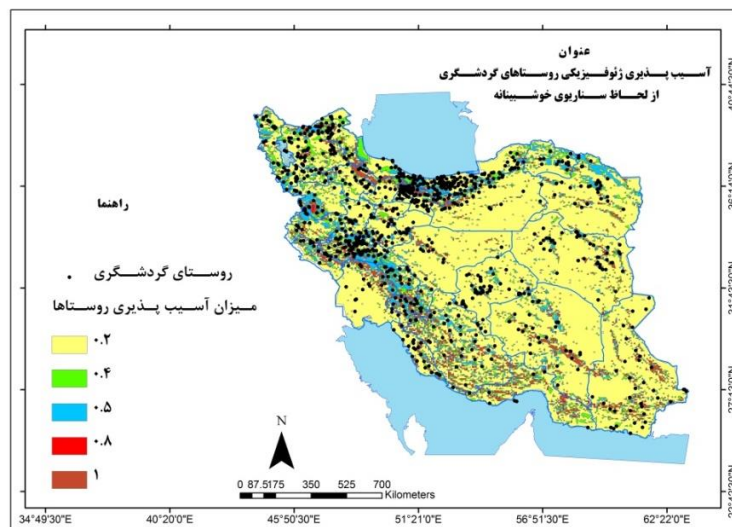 عنوان
آسیب پذیری ژئوفیزیکی روستاهای گردشگری
از لحاظ سناریوی خوشبینانه
راهنما
روستای گردشگری
میزان آسیب پذیری روستاها
۰.۲
۰.۴
۰.۵
۰.۸
۱
N
0 87.5175 350 525 700
Kilometers
34°49'30"E 40°20'0"E 45°50'30"E 51°21'0"E 56°51'30"E 62°22'0"E